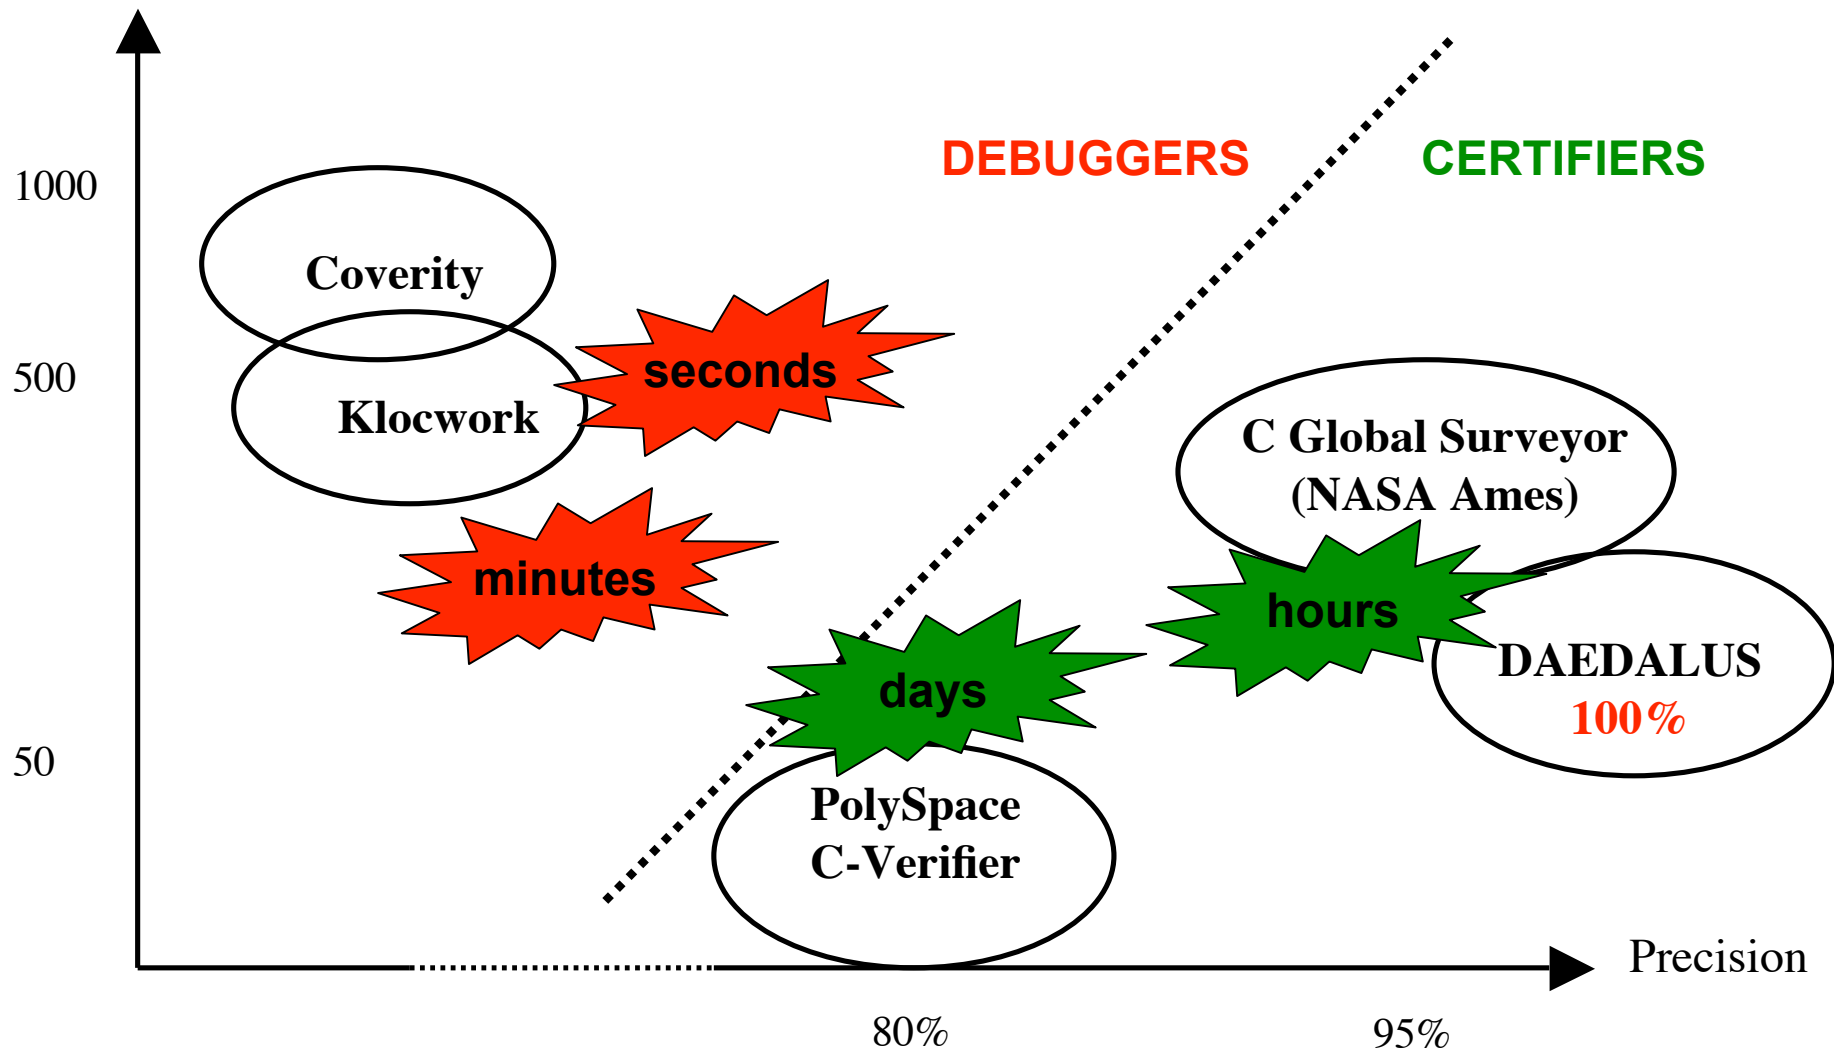 DEBUGGERS
CERTIFIERS
1000
Coverity
seconds
500
Klocwork
C Global Surveyor
(NASA Ames)
minutes
hours
DAEDALUS
100%
days
50
PolySpace
C-Verifier
Precision
80%
95%